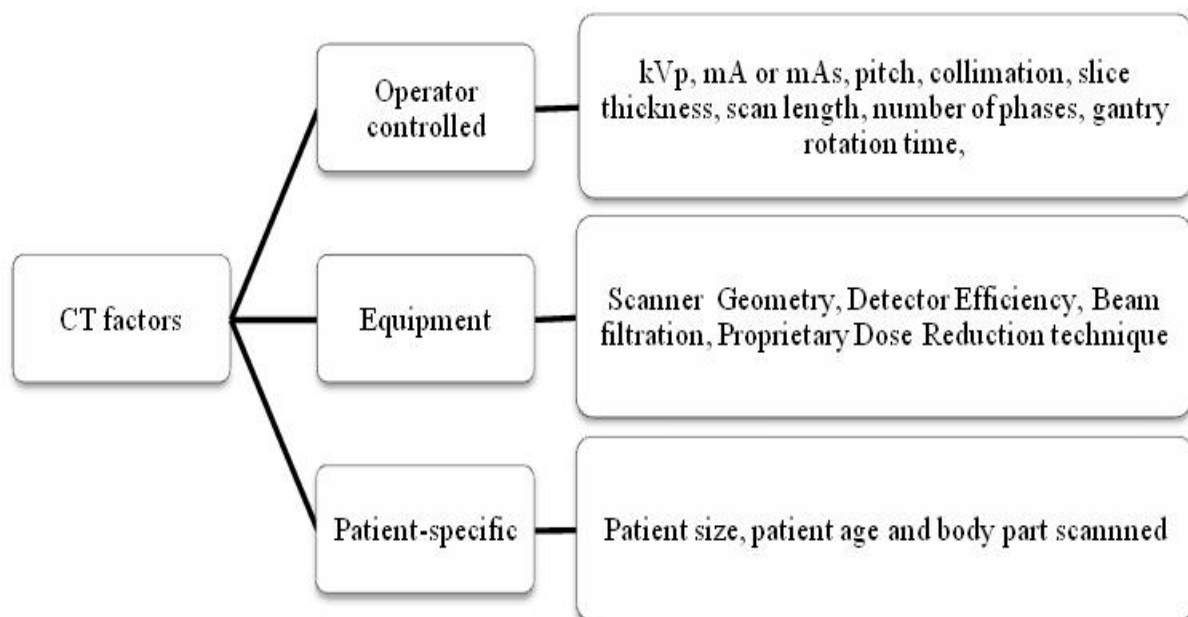 Operator
controlled
kVp, mA or mAs, pitch, collimation, slice
thickness, scan length, number of phases, gantry
rotation time,
CT factors
Equipment
Scanner Geometry, Detector Efficiency, Beam
filtration, Proprietary Dose Reduction technique
Patient-specific
Patient size, patient age and body part scannned